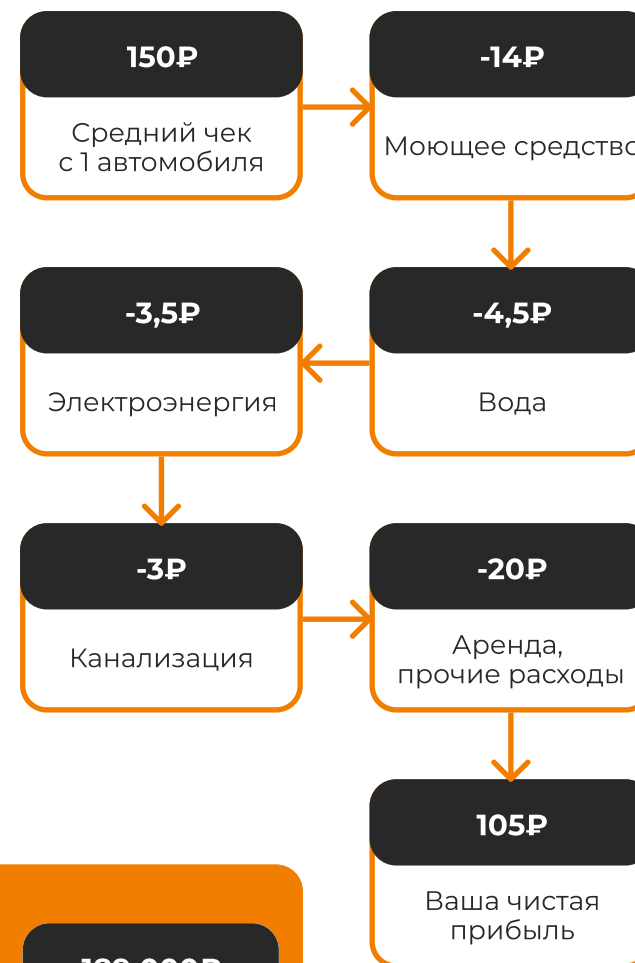 150₽
Средний чек
с 1 автомобиля
-14₽
Моющее средство
-4,5₽
Вода
-3,5₽
Электроэнергия
-3₽
Канализация
-20₽
Аренда,
прочие расходы
105₽
Ваша чистая
прибыль